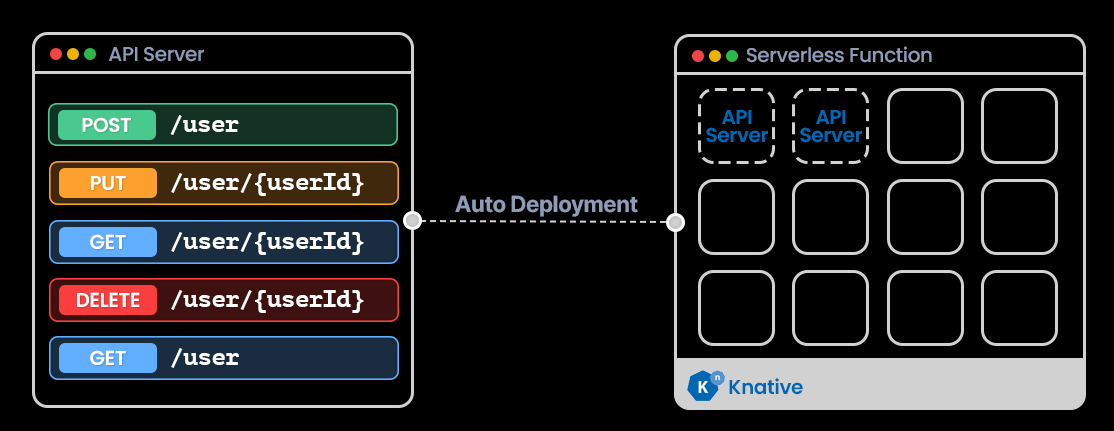 API Server
POST /user
PUT /user/{userId}
GET /user/{userId}
DELETE /user/{userId}
GET /user
Auto Deployment
Serverless Function
API
Server
API
Server
K n Knative